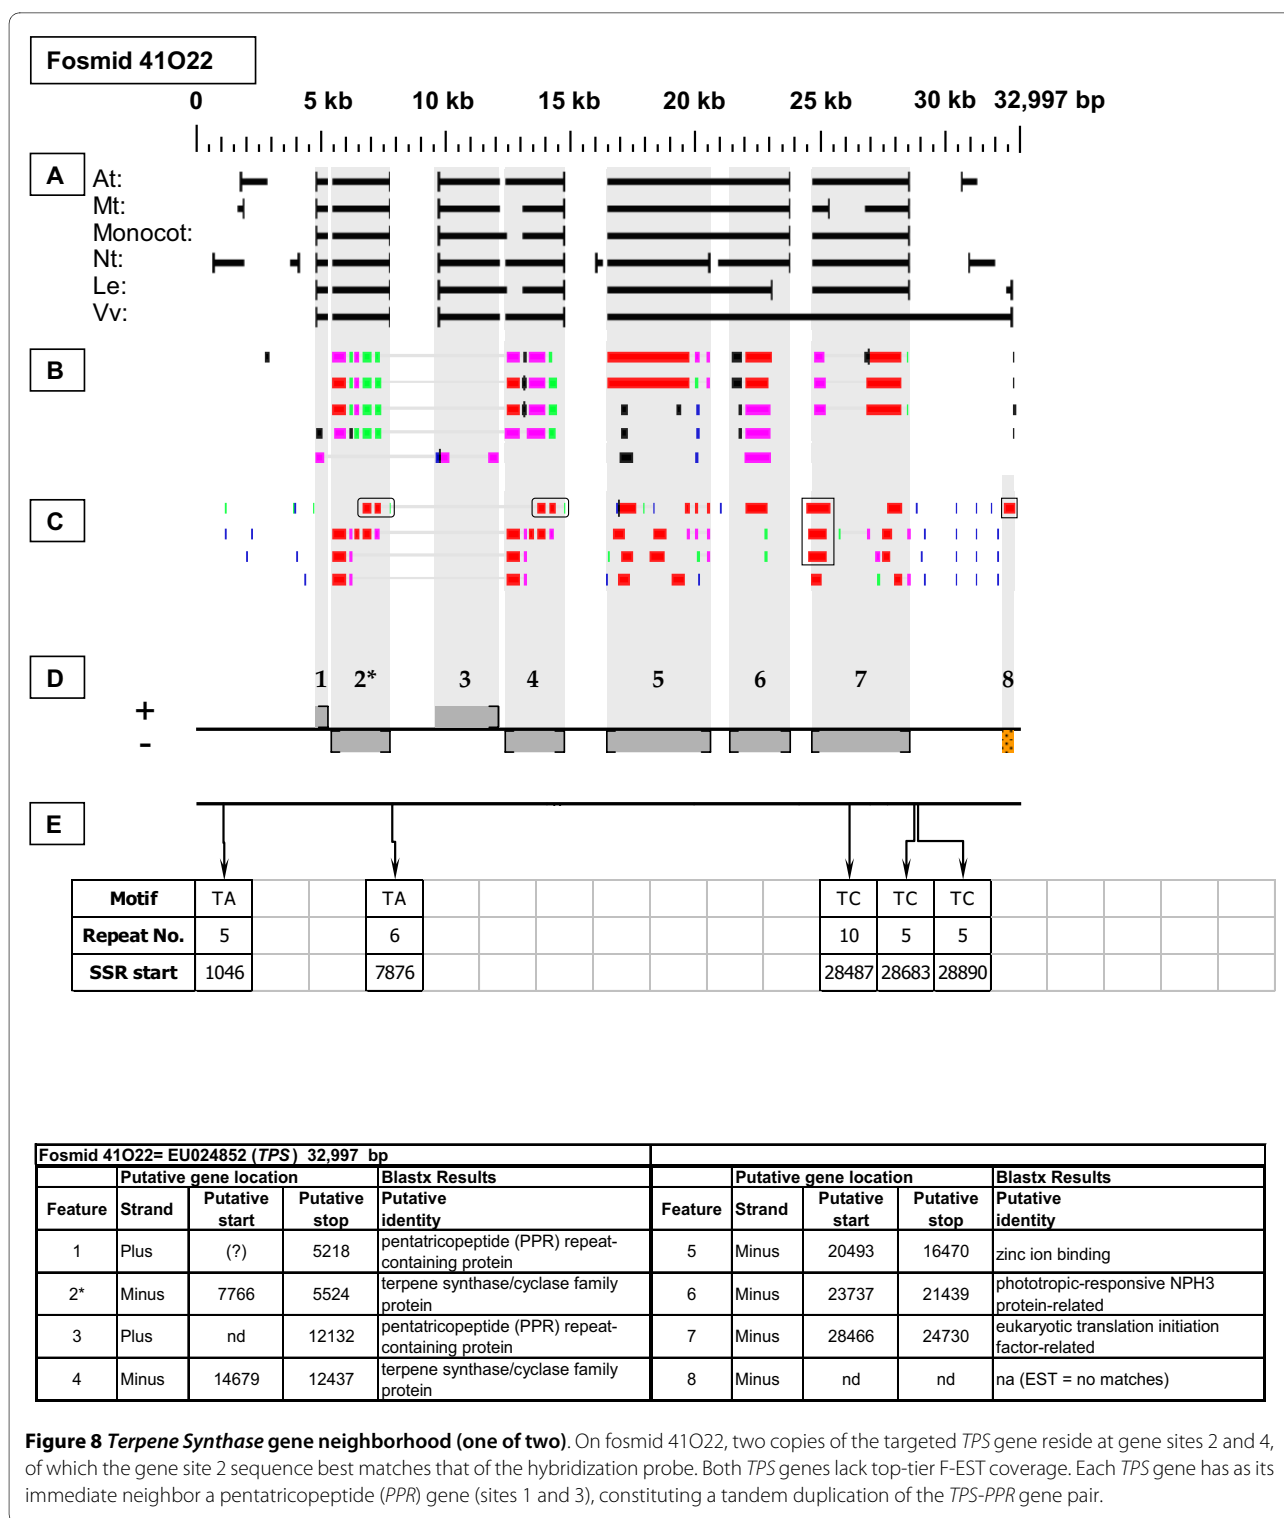 Fosmid 41O22
0 5 kb 10 kb 15 kb 20 kb 25 kb 30 kb 32,997 bp
A
At:
Mt:
Monocot:
Nt:
Le:
Vv:
B
C
D
1 2* 3 4 5 6 7 8
+
-
E
Motif TA TA TC TC TC
Repeat No. 5 6 10 5 5
SSR start 1046 7876 28487 28683 28890
Fosmid 41O22= EU024852 (TPS) 32,997 bp
Putative gene location Blastx Results Putative gene location Blastx Results
Feature Strand Putative start Putative stop Putative identity Feature Strand Putative start Putative stop Putative identity
1 Plus (?) 5218 pentatricopeptide (PPR) repeat-containing protein 5 Minus 20493 16470 zinc ion binding
2* Minus 7766 5524 terpene synthase/cyclase family protein 6 Minus 23737 21439 phototropic-responsive NPH3 protein-related
3 Plus nd 12132 pentatricopeptide (PPR) repeat-containing protein 7 Minus 28466 24730 eukaryotic translation initiation factor-related
4 Minus 14679 12437 terpene synthase/cyclase family protein 8 Minus nd nd na (EST = no matches)
Figure 8 Terpene Synthase gene neighborhood (one of two). On fosmid 41O22, two copies of the targeted TPS gene reside at gene sites 2 and 4,
of which the gene site 2 sequence best matches that of the hybridization probe. Both TPS genes lack top-tier F-EST coverage. Each TPS gene has as its
immediate neighbor a pentatricopeptide (PPR) gene (sites 1 and 3), constituting a tandem duplication of the TPS-PPR gene pair.